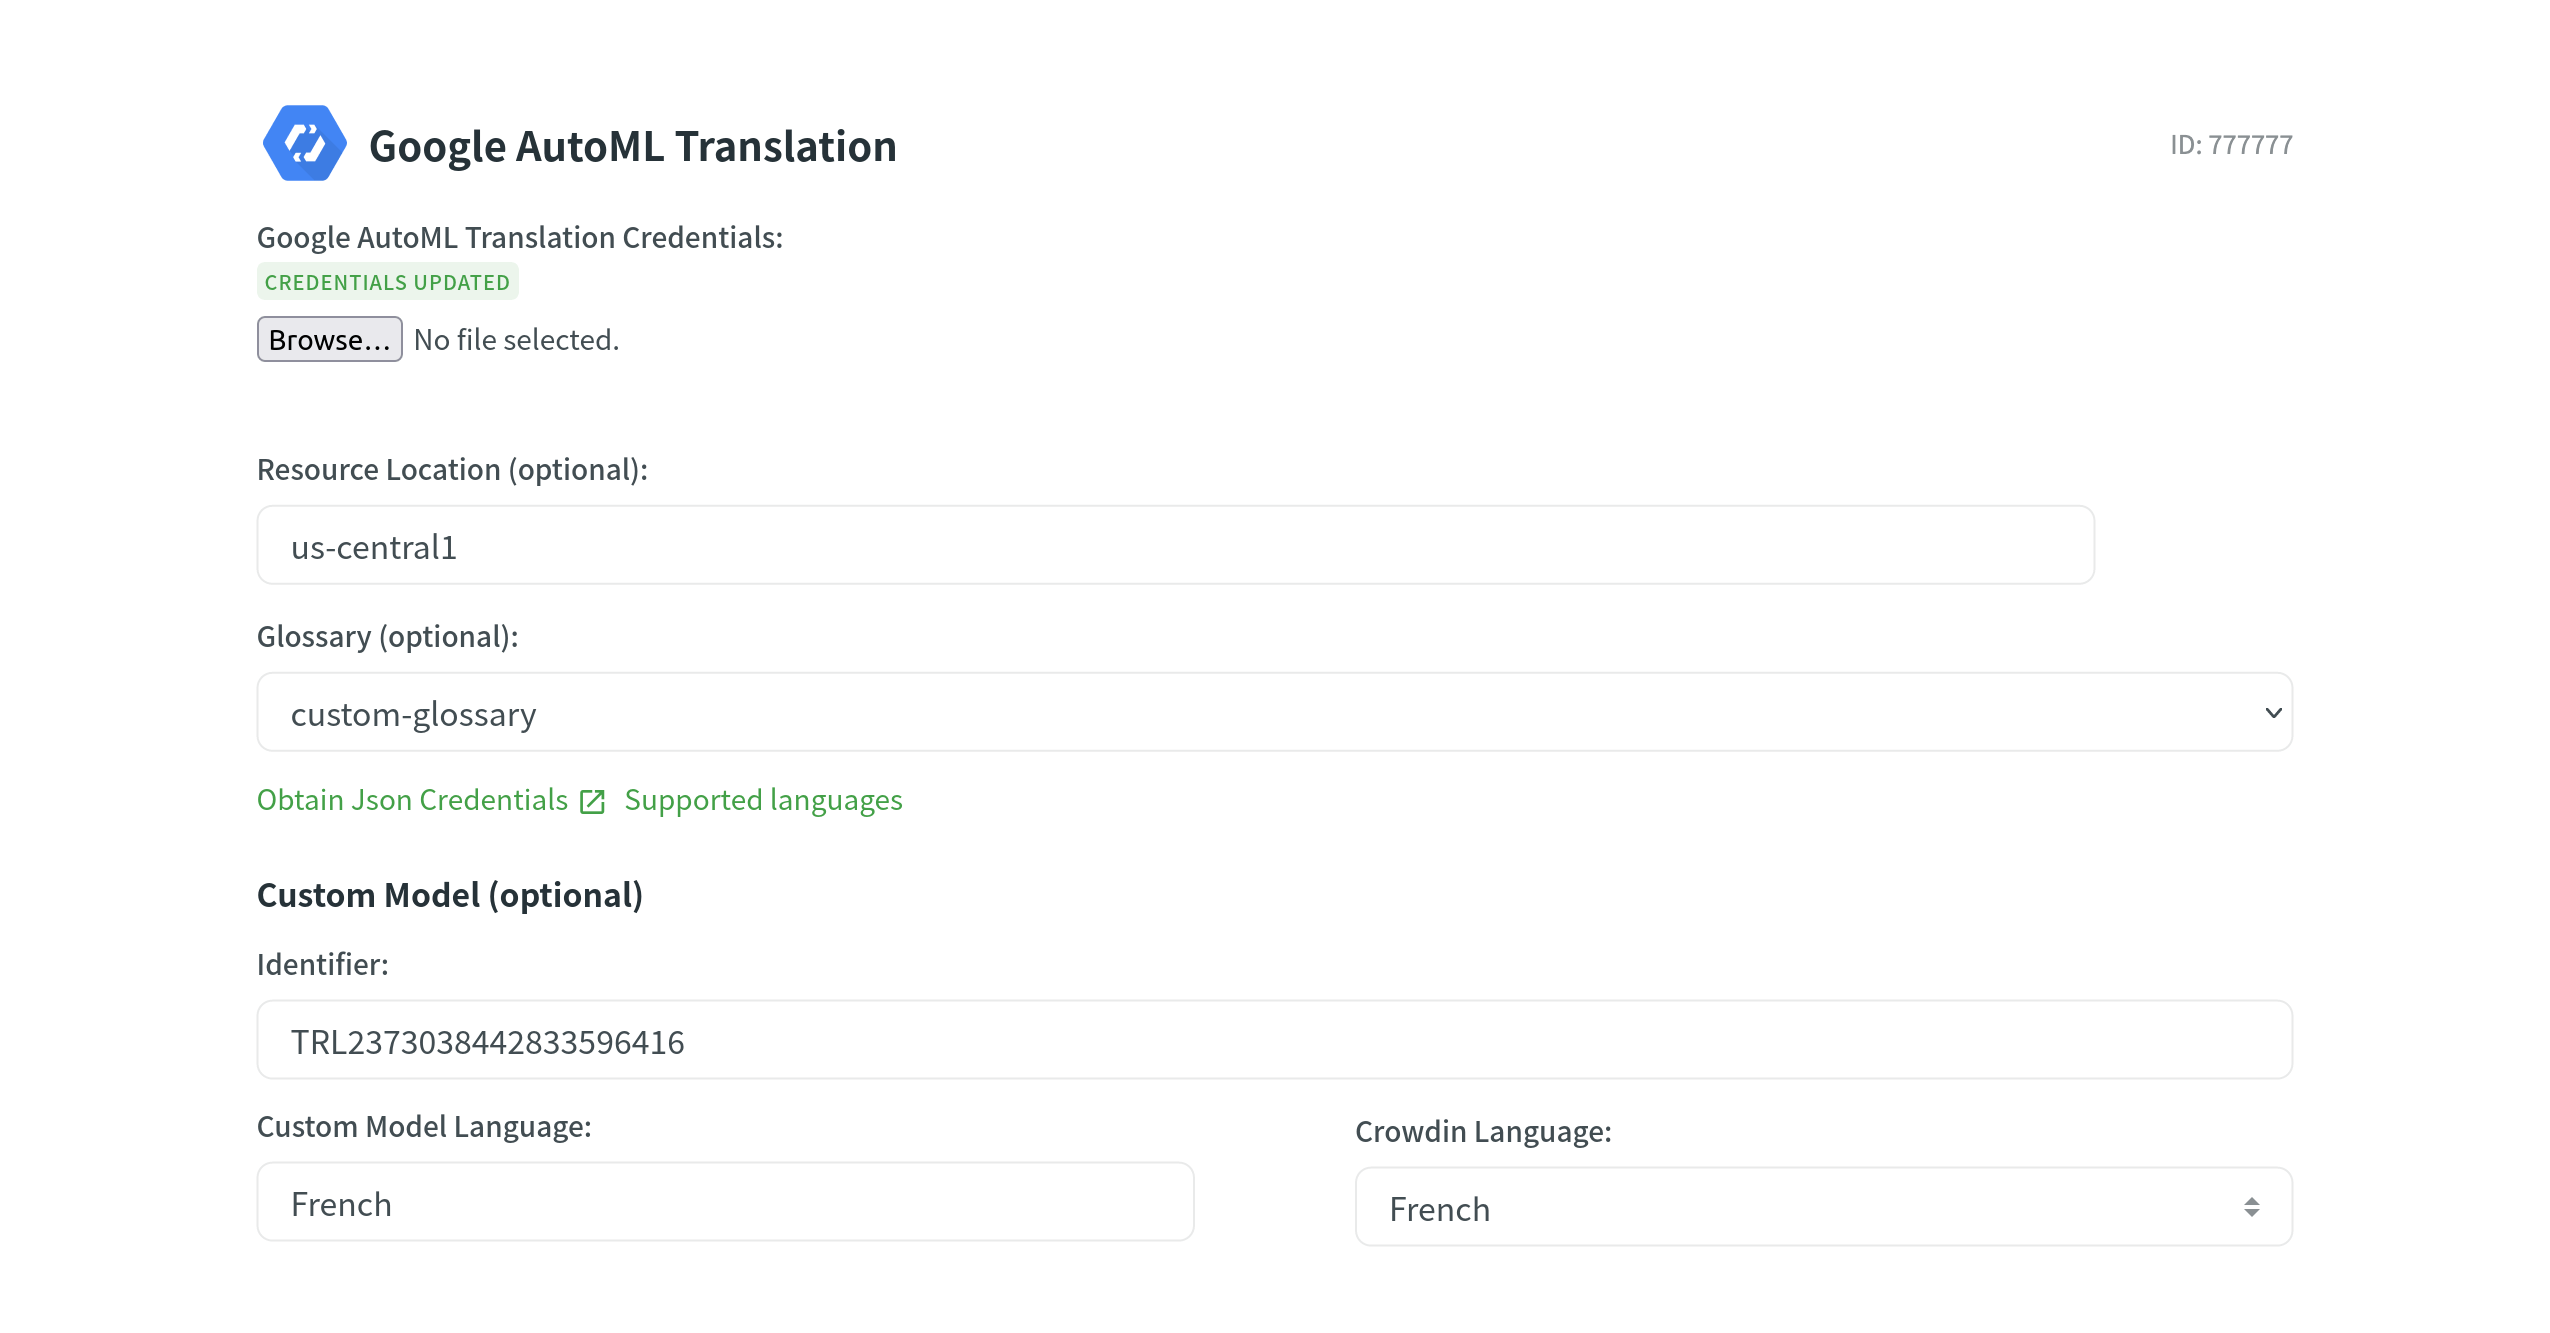 Google AutoML Translation
ID: 777777
Google AutoML Translation Credentials:
CREDENTIALS UPDATED
Browse... No file selected.
Resource Location (optional):
us-central1
Glossary (optional):
custom-glossary
Obtain Json Credentials Supported languages
Custom Model (optional)
Identifier:
TRL2373038442833596416
Custom Model Language:
Crowdin Language:
French
French